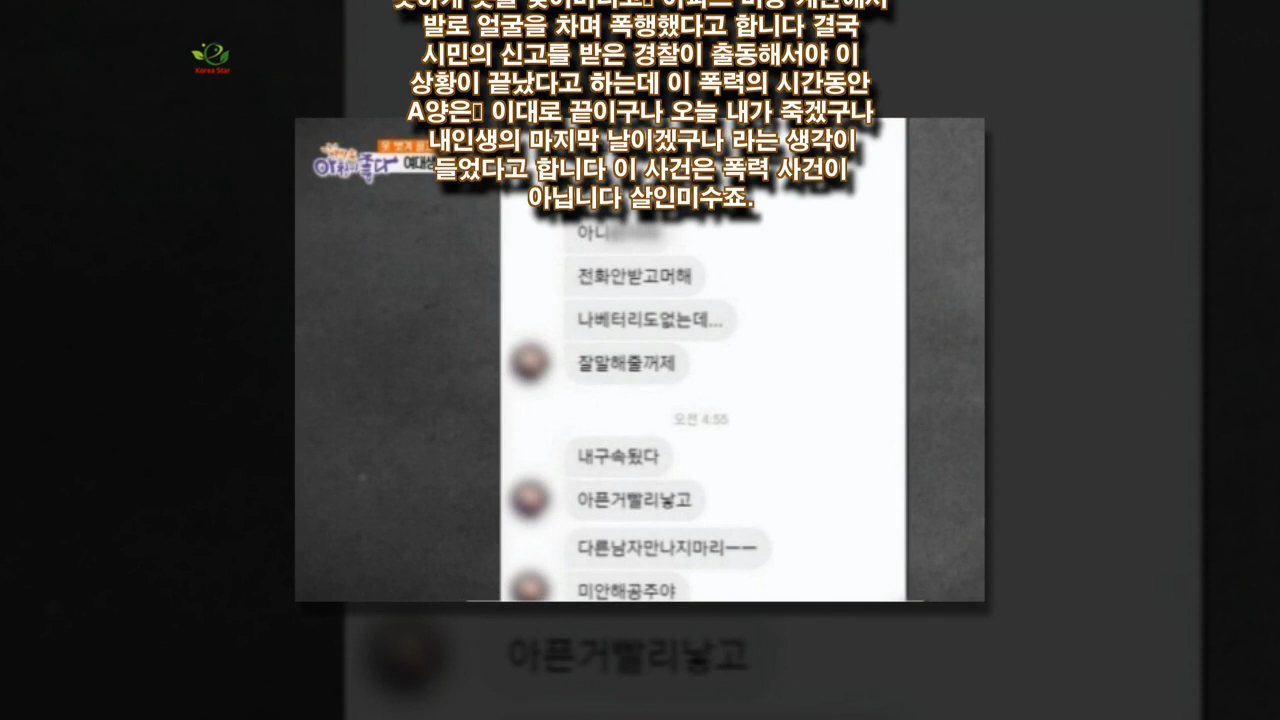 Korea Star
발로 얼굴을 차며 폭행했다고 합니다 결국
시민의 신고를 받은 경찰이 출동해서야 이
상황이 끝났다고 하는데 이 폭력의 시간동안
A양은 이대로 끝이구나 오늘 내가 죽겠구나
내인생의 마지막 날이겠구나 라는 생각이
들었다고 합니다 이 사건은 폭력 사건이
아닙니다 살인미수죠.
여대생
아니
전화안받고머해
나베터리도없는데...
잘말해줄꺼제
오전 4:55
내구속됬다
아픈거빨리낳고
다른남자만나지마리ㅡㅡ
미안해공주야
아픈거빨리낳고